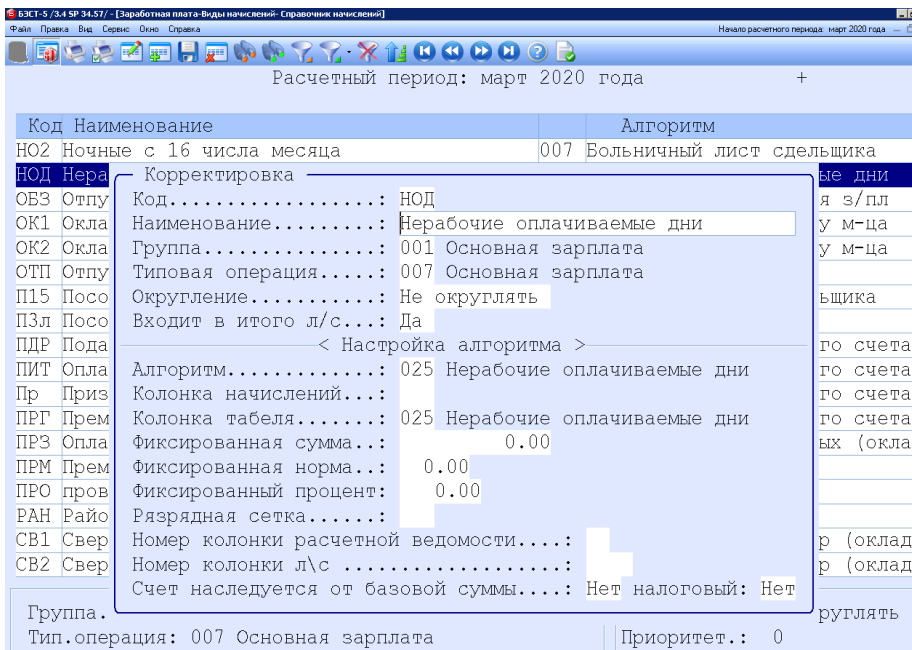 БЭСТ-5 /3.4 SP 34.57/ - [Заработная плата-Виды начислений- Справочник начислений]
Файл Правка Вид Сервис Окно Справка Начало расчетного периода: март 2020 года
Расчетный период: март 2020 года +
Код Наименование Алгоритм
НО2 Ночные с 16 числа месяца 007 Больничный лист сдельщика
НОД Нера Корректировка ые дни
ОБЗ Отпу Код..................: НОД я з/пл
ОК1 Окла Наименование.........: Нерабочие оплачиваемые дни у м-ца
ОК2 Окла Группа...............: 001 Основная зарплата у м-ца
ОТП Отпу Типовая операция.....: 007 Основная зарплата
П15 Посо Округление...........: Не округлять ьщика
ПЗл Посо Входит в итого л/с...: Да
ПДР Пода < Настройка алгоритма > го счета
ПИТ Опла Алгоритм.............: 025 Нерабочие оплачиваемые дни го счета
Пр Приз Колонка начислений...: го счета
ПРГ Прем Колонка табеля.......: 025 Нерабочие оплачиваемые дни го счета
ПРЗ Опла Фиксированная сумма..: 0.00 ых (окла
ПРМ Прем Фиксированная норма..: 0.00
ПРО пров Фиксированный процент: 0.00
РАН Райо Рязрядная сетка......:
СВ1 Свер Номер колонки расчетной ведомости....: р (оклад
СВ2 Свер Номер колонки л\с ...................: р (оклад
Счет наследуется от базовой суммы....: Нет налоговый: Нет
Группа. руглять
Тип.операция: 007 Основная зарплата Приоритет.: 0